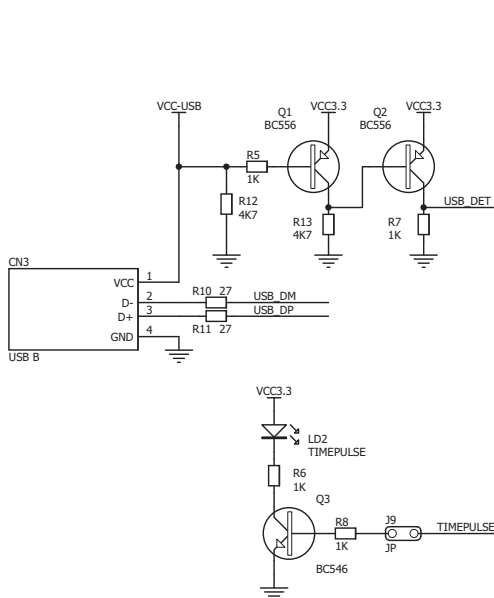 VCC-USB
Q1
BC556
VCC3.3
Q2
BC556
VCC3.3
R5
1K
R12
4K7
R13
4K7
R7
1K
USB_DET
CN3
VCC 1
D- 2
D+ 3
GND 4
USB B
R10 27
USB_DM
R11 27
USB_DP
VCC3.3
LD2
TIMEPULSE
R6
1K
Q3
BC546
R8
1K
J9
JP
TIMEPULSE